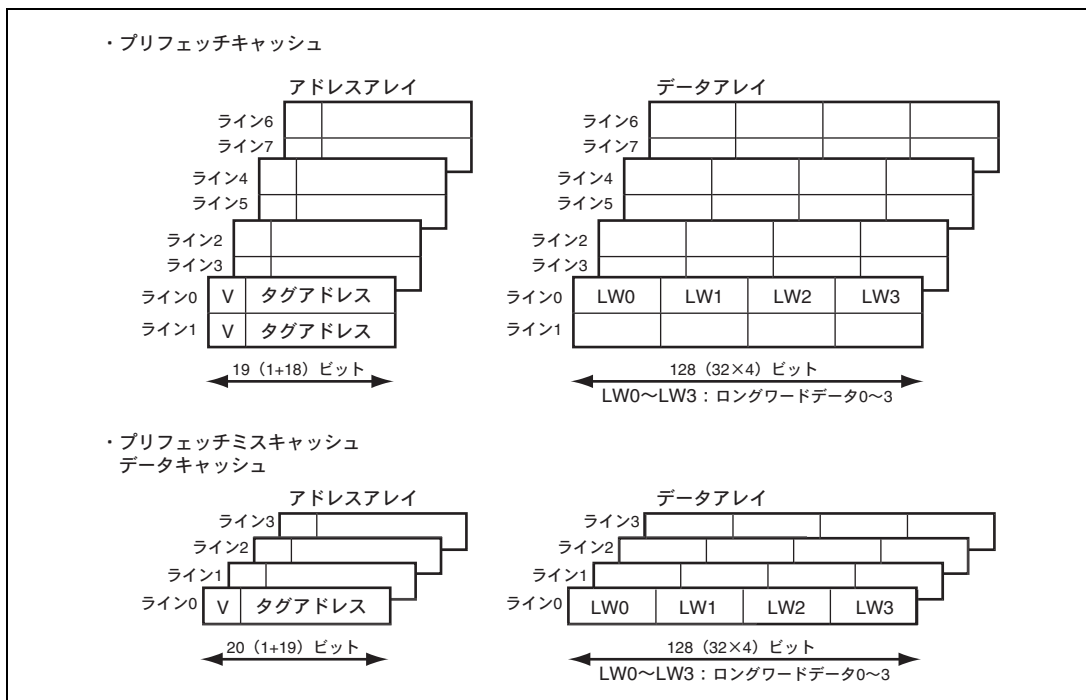 ・プリフェッチキャッシュ
アドレスアレイ
ライン6
ライン7
ライン4
ライン5
ライン2
ライン3
ライン0 V タグアドレス
ライン1 V タグアドレス
19（1+18）ビット
データアレイ
ライン6
ライン7
ライン4
ライン5
ライン2
ライン3
ライン0 LW0 LW1 LW2 LW3
ライン1
128（32×4）ビット
LW0～LW3：ロングワードデータ0～3
・プリフェッチミスキャッシュ
データキャッシュ
アドレスアレイ
ライン3
ライン2
ライン1
ライン0 V タグアドレス
20（1+19）ビット
データアレイ
ライン3
ライン2
ライン1
ライン0 LW0 LW1 LW2 LW3
128（32×4）ビット
LW0～LW3：ロングワードデータ0～3